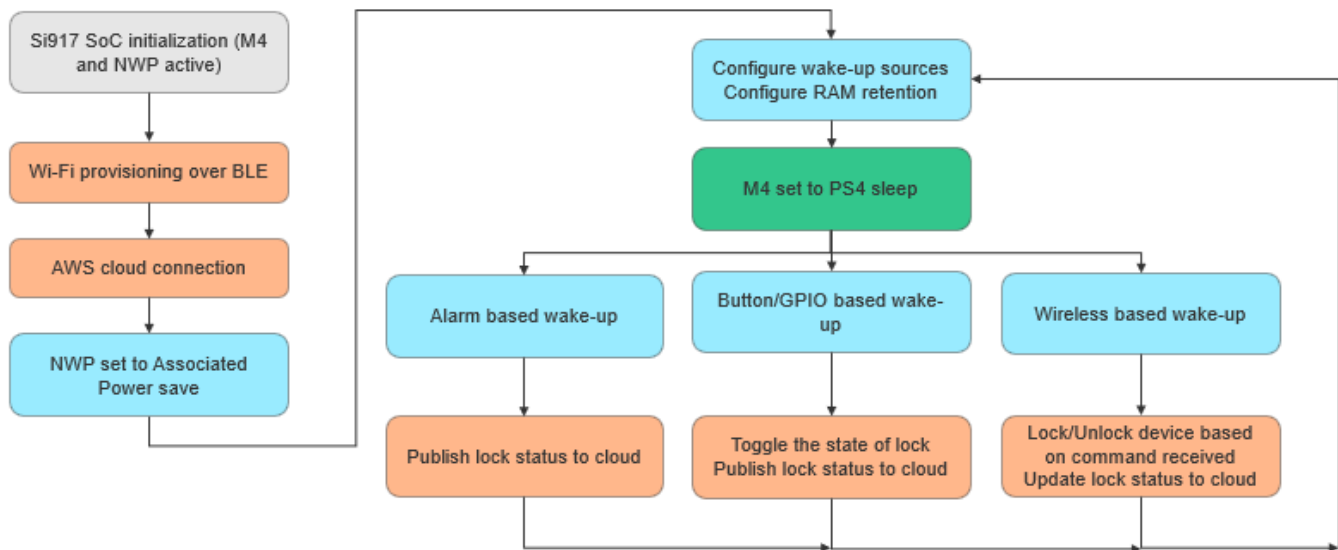 Si917 SoC initialization (M4
and NWP active)
Wi-Fi provisioning over BLE
AWS cloud connection
NWP set to Associated
Power save
Configure wake-up sources
Configure RAM retention
M4 set to PS4 sleep
Alarm based wake-up
Button/GPIO based wake-
up
Wireless based wake-up
Publish lock status to cloud
Toggle the state of lock
Publish lock status to cloud
Lock/Unlock device based
on command received
Update lock status to cloud